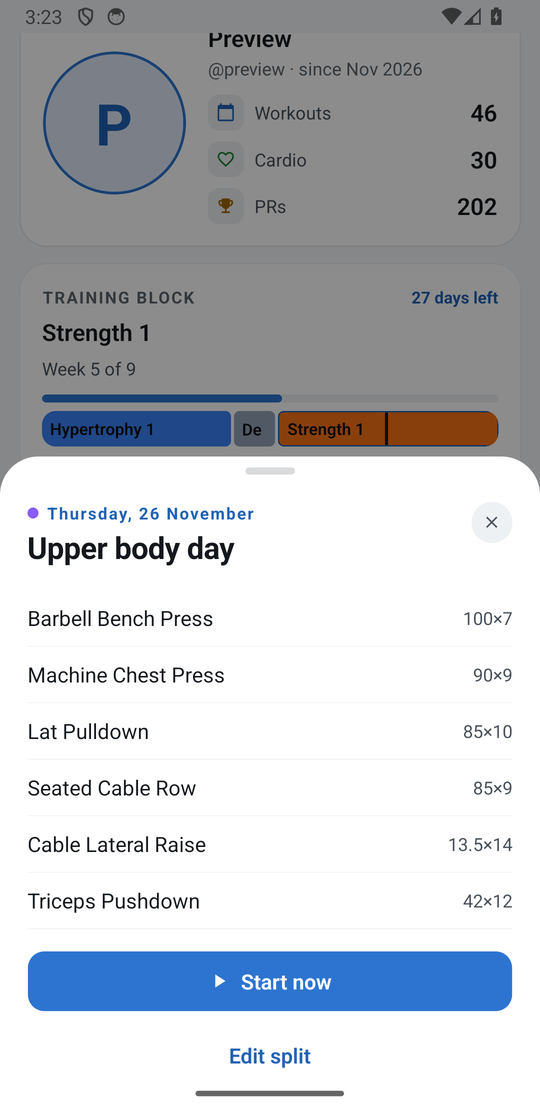 3:23
Preview
@preview · since Nov 2026
P
Workouts 46
Cardio 30
PRs 202
TRAINING BLOCK 27 days left
Strength 1
Week 5 of 9
Hypertrophy 1 De Strength 1
Thursday, 26 November
Upper body day
Barbell Bench Press 100×7
Machine Chest Press 90×9
Lat Pulldown 85×10
Seated Cable Row 85×9
Cable Lateral Raise 13.5×14
Triceps Pushdown 42×12
Start now
Edit split